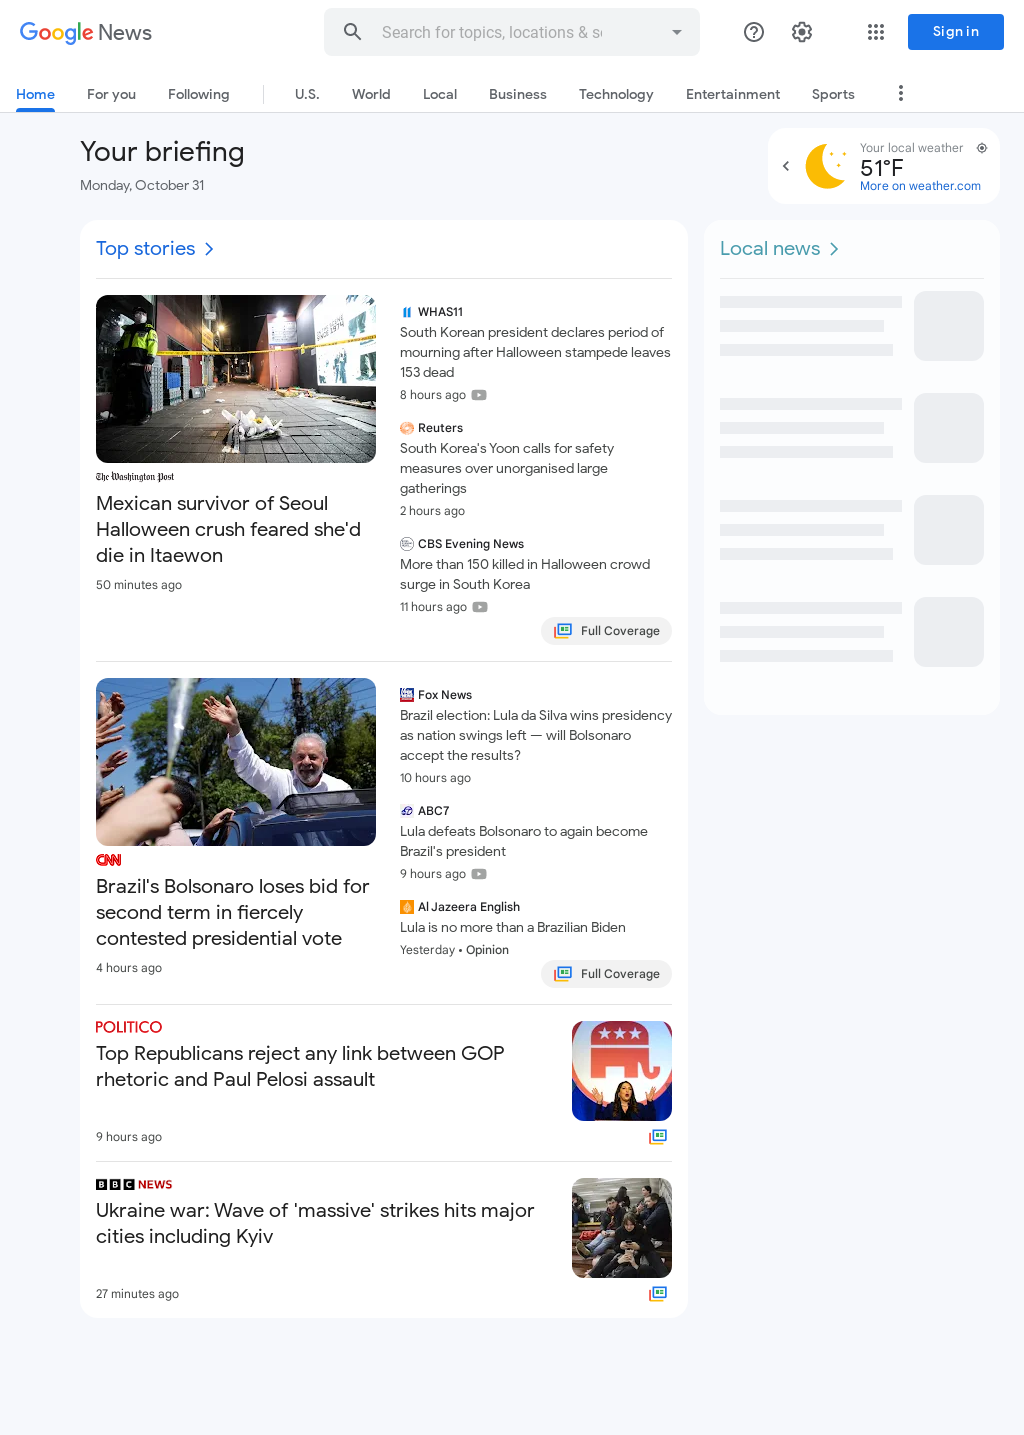 Google News
Search for topics, locations & so
Sign in
Home
For you
Following
U.S.
World
Local
Business
Technology
Entertainment
Sports
Your briefing
Monday, October 31
Your local weather
51°F
More on weather.com
Top stories
The Washington Post
Mexican survivor of Seoul
Halloween crush feared she'd
die in Itaewon
50 minutes ago
WHAS11
South Korean president declares period of
mourning after Halloween stampede leaves
153 dead
8 hours ago
Reuters
South Korea's Yoon calls for safety
measures over unorganised large
gatherings
2 hours ago
CBS Evening News
More than 150 killed in Halloween crowd
surge in South Korea
11 hours ago
Full Coverage
CNN
Brazil's Bolsonaro loses bid for
second term in fiercely
contested presidential vote
4 hours ago
Fox News
Brazil election: Lula da Silva wins presidency
as nation swings left — will Bolsonaro
accept the results?
10 hours ago
ABC7
Lula defeats Bolsonaro to again become
Brazil's president
9 hours ago
Al Jazeera English
Lula is no more than a Brazilian Biden
Yesterday • Opinion
Full Coverage
POLITICO
Top Republicans reject any link between GOP
rhetoric and Paul Pelosi assault
9 hours ago
BBC NEWS
Ukraine war: Wave of 'massive' strikes hits major
cities including Kyiv
27 minutes ago
Local news